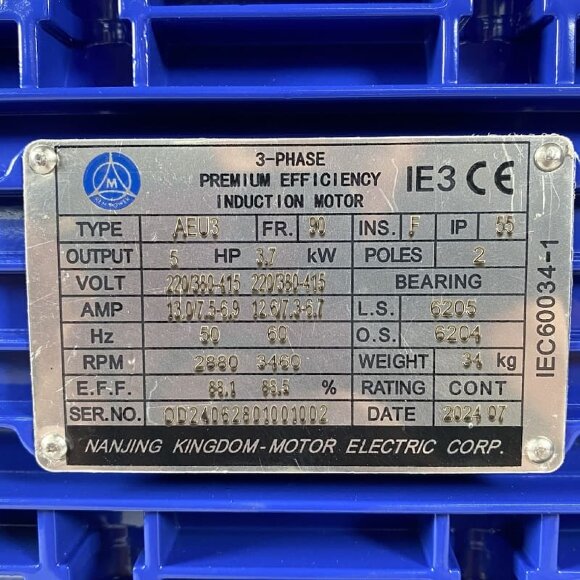 3-PHASE
PREMIUM EFFICIENCY
INDUCTION MOTOR
IE3 CE
M
TYPE AEU3 FR. 90 INS. F IP 55
OUTPUT 5 HP 3.7 kW POLES 2
VOLT 220/380-415 220/380-415 BEARING
AMP 13.0/7.5-6.9 12.6/7.3-6.7 L.S. 6205
Hz 50 60 O.S. 6204
RPM 2880 3460 WEIGHT 34 kg
E.F.F. 88.1 88.5 % RATING CONT
SER.NO. OD24062801001002 DATE 2024.07
NANJING KINGDOM-MOTOR ELECTRIC CORP.
IEC60034-1